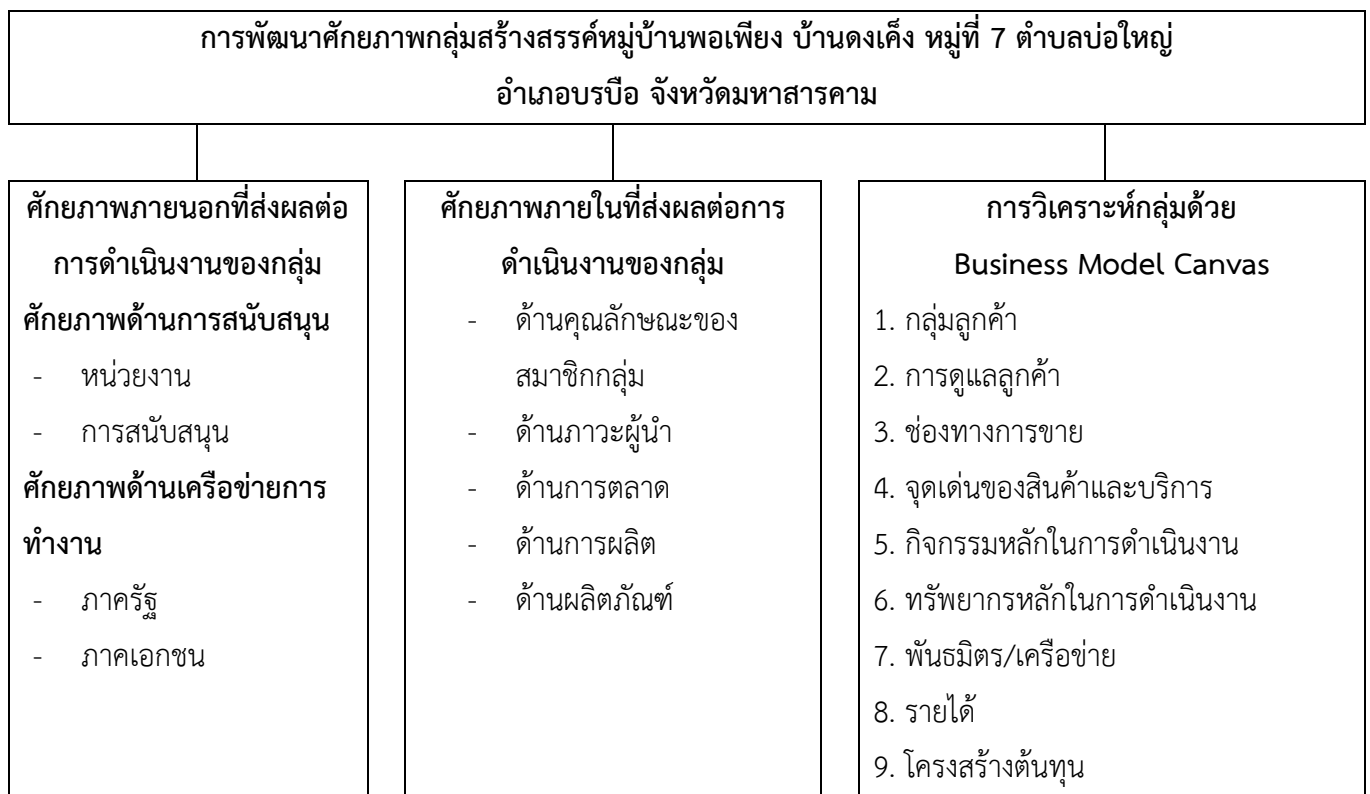 การพัฒนาศักยภาพกลุ่มสร้างสรรค์หมู่บ้านพอเพียง บ้านดงเค็ง หมู่ที่ 7 ตำบลบ่อใหญ่
อำเภอบรบือ จังหวัดมหาสารคาม
ศักยภาพภายนอกที่ส่งผลต่อ
การดำเนินงานของกลุ่ม
ศักยภาพด้านการสนับสนุน
- หน่วยงาน
- การสนับสนุน
ศักยภาพด้านเครือข่ายการ
ทำงาน
- ภาครัฐ
- ภาคเอกชน
ศักยภาพภายในที่ส่งผลต่อการ
ดำเนินงานของกลุ่ม
- ด้านคุณลักษณะของ
สมาชิกกลุ่ม
- ด้านภาวะผู้นำ
- ด้านการตลาด
- ด้านการผลิต
- ด้านผลิตภัณฑ์
การวิเคราะห์กลุ่มด้วย
Business Model Canvas
1. กลุ่มลูกค้า
2. การดูแลลูกค้า
3. ช่องทางการขาย
4. จุดเด่นของสินค้าและบริการ
5. กิจกรรมหลักในการดำเนินงาน
6. ทรัพยากรหลักในการดำเนินงาน
7. พันธมิตร/เครือข่าย
8. รายได้
9. โครงสร้างต้นทุน